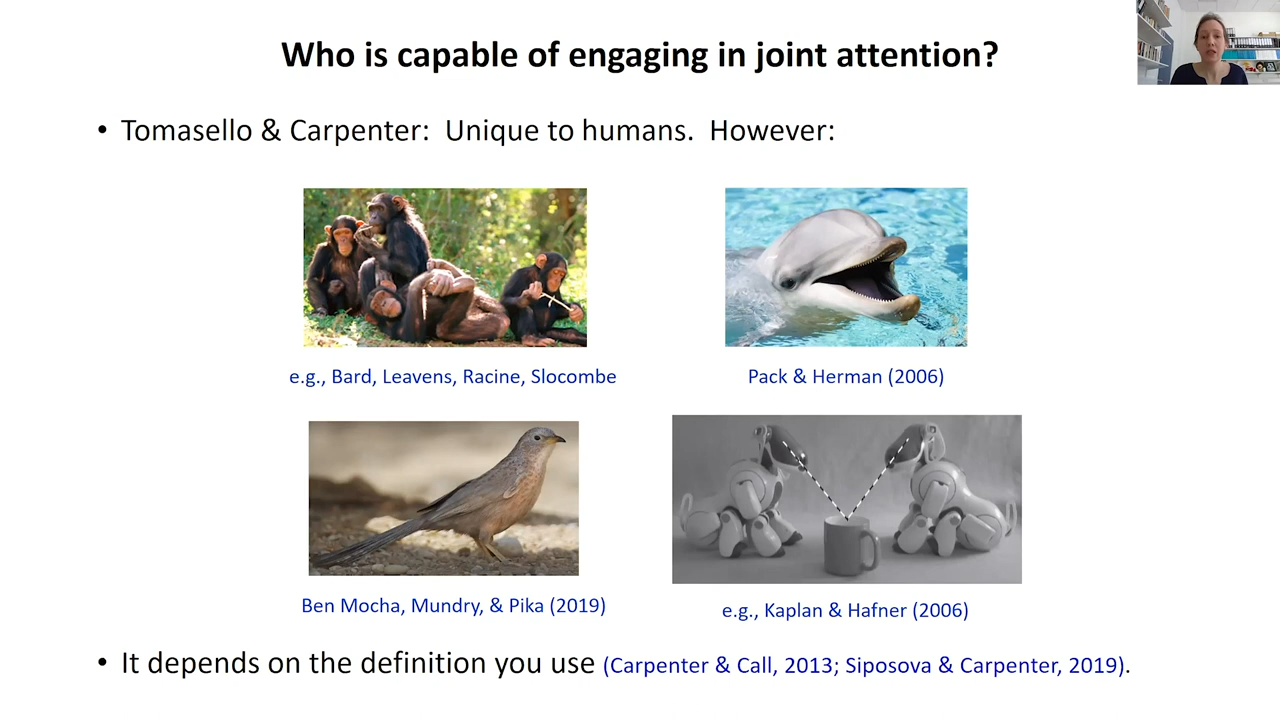 Who is capable of engaging in joint attention?
• Tomasello & Carpenter: Unique to humans. However:
e.g., Bard, Leavens, Racine, Slocombe
Pack & Herman (2006)
Ben Mocha, Mundry, & Pika (2019)
e.g., Kaplan & Hafner (2006)
• It depends on the definition you use (Carpenter & Call, 2013; Siposova & Carpenter, 2019).